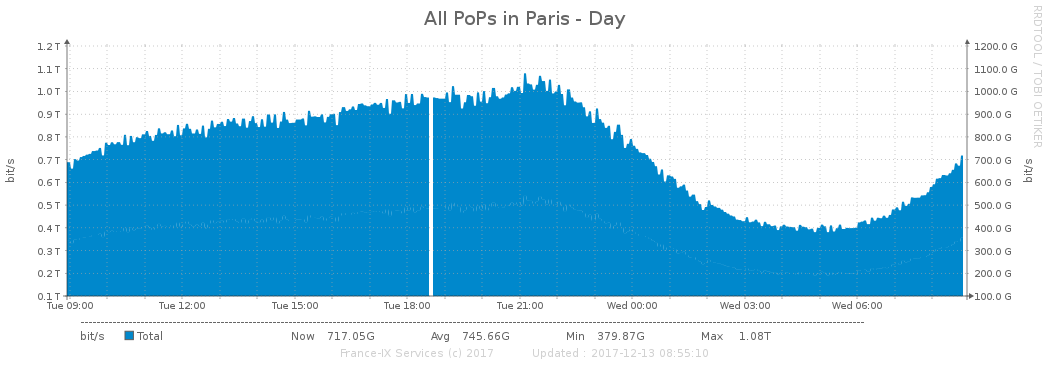 All PoPs in Paris - Day
RRDTOOL / TOBI OETIKER
bit/s
1.2 T
1.1 T
1.0 T
0.9 T
0.8 T
0.7 T
0.6 T
0.5 T
0.4 T
0.3 T
0.2 T
0.1 T
1200.0 G
1100.0 G
1000.0 G
900.0 G
800.0 G
700.0 G
600.0 G
500.0 G
400.0 G
300.0 G
200.0 G
100.0 G
bit/s
Tue 09:00 Tue 12:00 Tue 15:00 Tue 18:00 Tue 21:00 Wed 00:00 Wed 03:00 Wed 06:00
bit/s Total Now 717.05G Avg 745.66G Min 379.87G Max 1.08T
France-IX Services (c) 2017 Updated : 2017-12-13 08:55:10